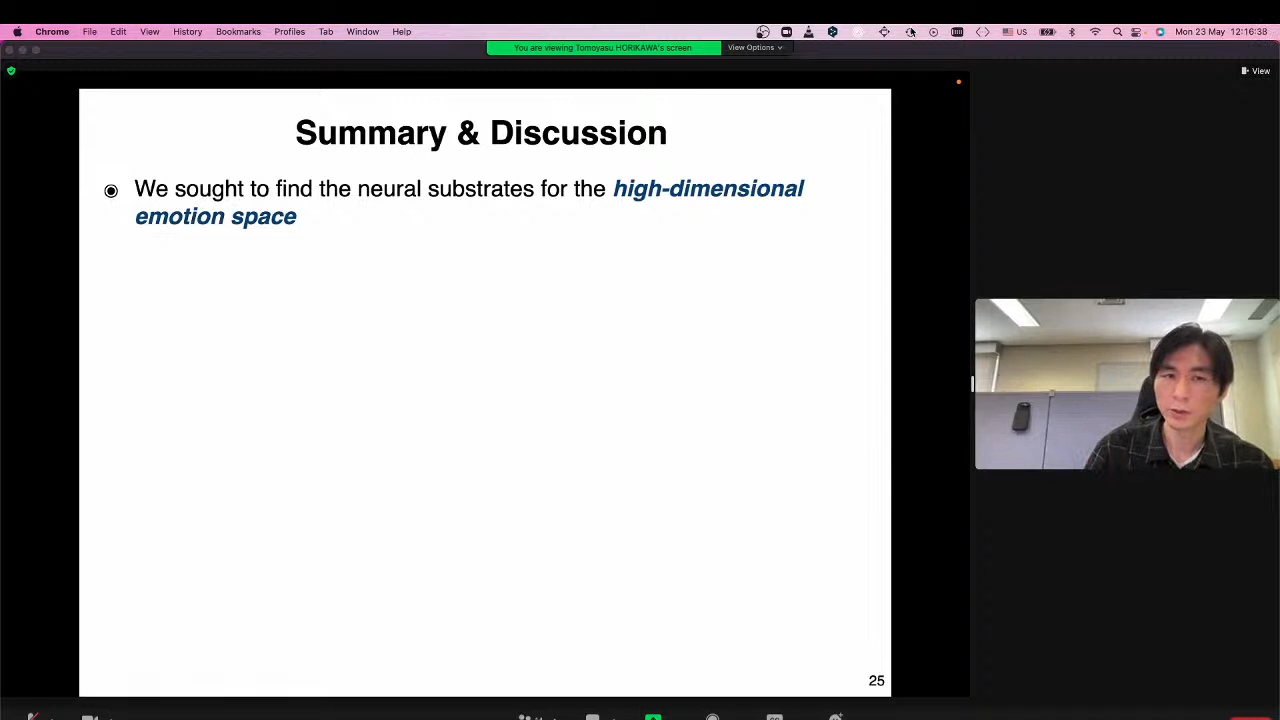 Chrome File Edit View History Bookmarks Profiles Tab Window Help US Mon 23 May 12:16:38
You are viewing Tomoyasu HORIKAWA's screen View Options
View
Summary & Discussion
We sought to find the neural substrates for the high-dimensional
emotion space
25